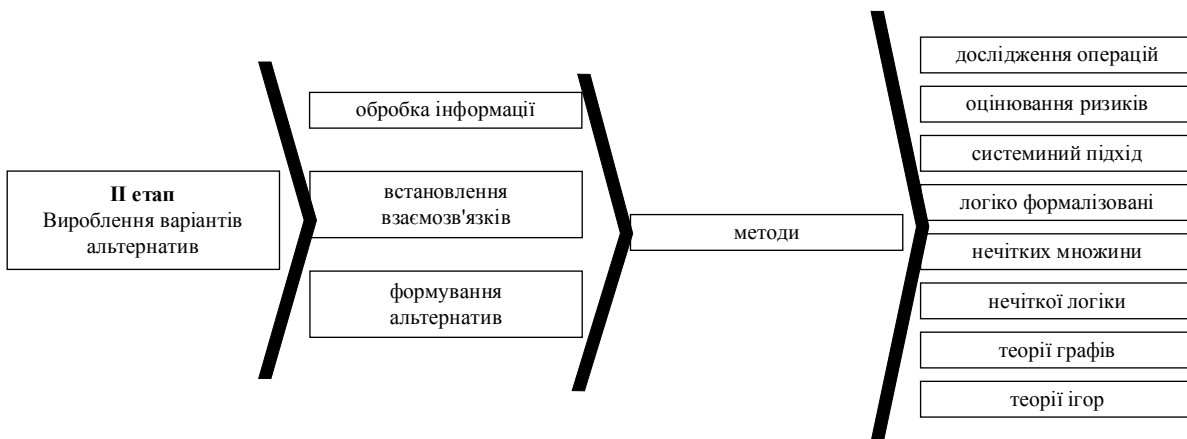 II етап
Вироблення варіантів
альтернатив
обробка інформації
встановлення
взаємозв'язків
формування
альтернатив
методи
дослідження операцій
оцінювання ризиків
системиний підхід
логіко формалізовані
нечітких множини
нечіткої логіки
теорії графів
теорії ігор